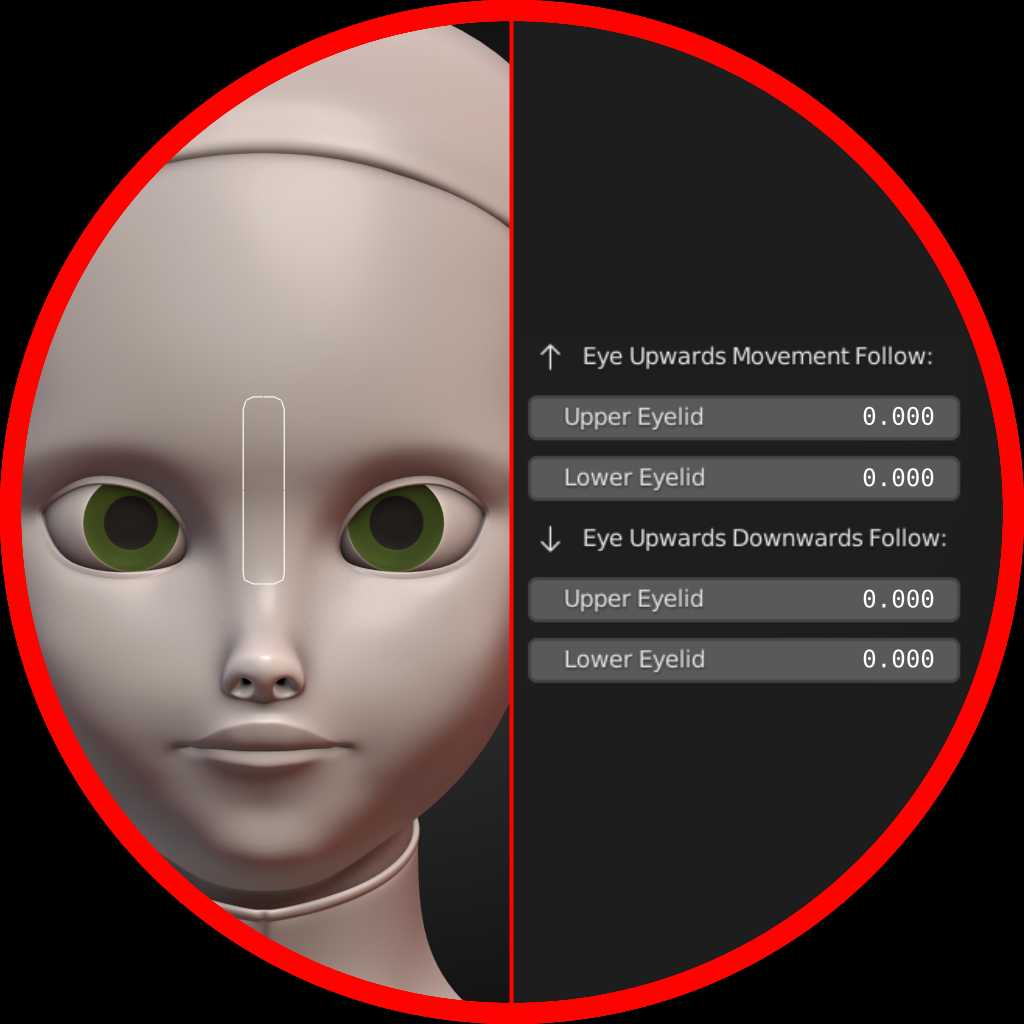 Eye Upwards Movement Follow:
Upper Eyelid 0.000
Lower Eyelid 0.000
Eye Upwards Downwards Follow:
Upper Eyelid 0.000
Lower Eyelid 0.000